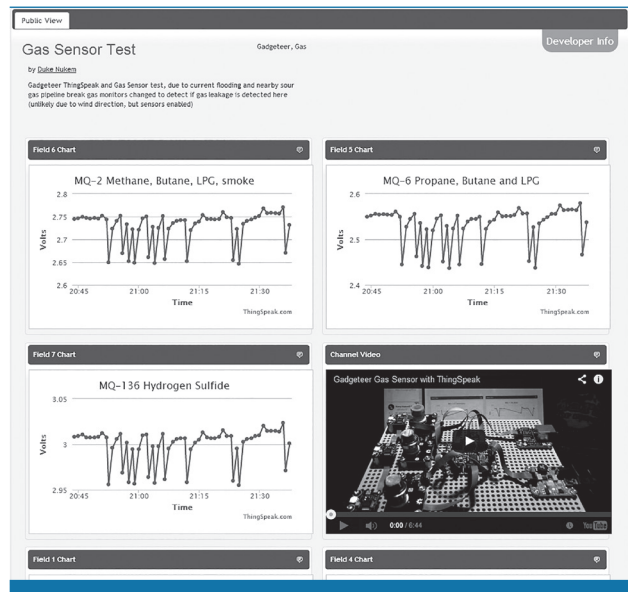 Public View
Developer Info
Gas Sensor Test
Gadgeteer, Gas
by Duke Nukem
Gadgeteer ThingSpeak and Gas Sensor test, due to current flooding and nearby sour
gas pipeline break gas monitors changed to detect if gas leakage is detected here
(unlikely due to wind direction, but sensors enabled)
Field 6 Chart
MQ-2 Methane, Butane, LPG, smoke
2.8
2.75
2.7
2.65
2.6
Volts
20:45 21:00 21:15 21:30
Time
ThingSpeak.com
Field 5 Chart
MQ-6 Propane, Butane and LPG
2.6
2.5
2.4
Volts
20:45 21:00 21:15 21:30
Time
ThingSpeak.com
Field 7 Chart
MQ-136 Hydrogen Sulfide
3.05
3
2.95
Volts
20:45 21:00 21:15 21:30
Time
ThingSpeak.com
Channel Video
Gadgeteer Gas Sensor with ThingSpeak
0:00 / 6:44
YouTube
Field 1 Chart
Field 4 Chart